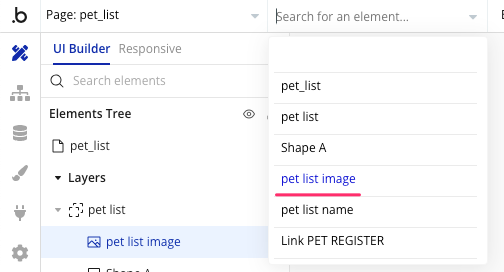 .b
Page: pet_list
Search for an element...
UI Builder
Responsive
Search elements
Elements Tree
pet_list
Layers
pet list
pet list image
pet_list
pet list
Shape A
pet list image
pet list name
Link PET REGISTER